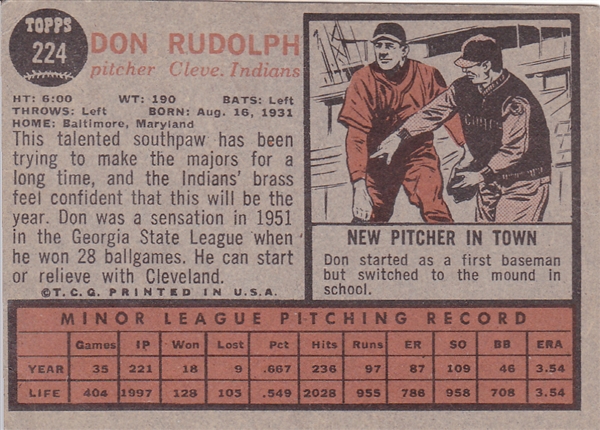 TOPPS
224
DON RUDOLPH
pitcher Cleve. Indians
HT: 6:00 WT: 190 BATS: Left
THROWS: Left BORN: Aug. 16, 1931
HOME: Baltimore, Maryland
This talented southpaw has been
trying to make the majors for a
long time, and the Indians' brass
feel confident that this will be the
year. Don was a sensation in 1951
in the Georgia State League when
he won 28 ballgames. He can start
or relieve with Cleveland.
©T.C.G. PRINTED IN U.S.A.
NEW PITCHER IN TOWN
Don started as a first baseman
but switched to the mound in
school.
MINOR LEAGUE PITCHING RECORD
Games IP Won Lost Pct Hits Runs ER SO BB ERA
YEAR 35 221 18 9 .667 236 97 87 109 46 3.54
LIFE 404 1997 128 103 .549 2028 955 786 958 708 3.54